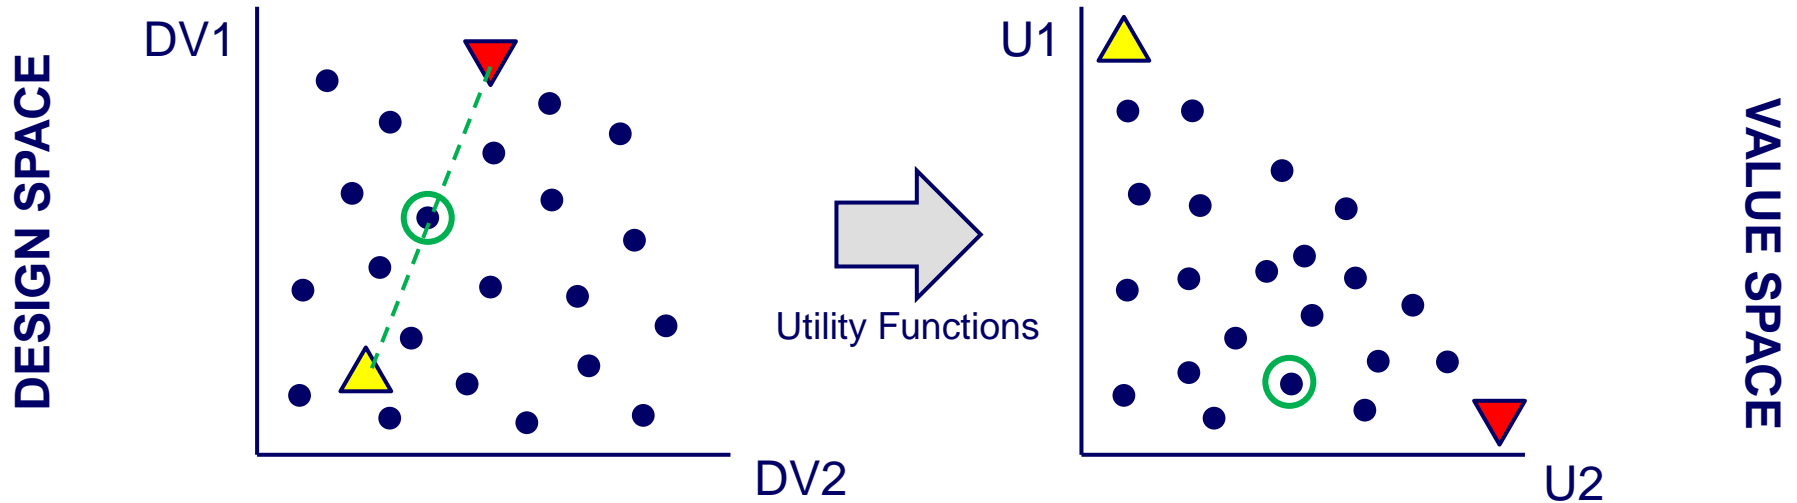 DESIGN SPACE
DV1
DV2
Utility Functions
U1
U2
VALUE SPACE